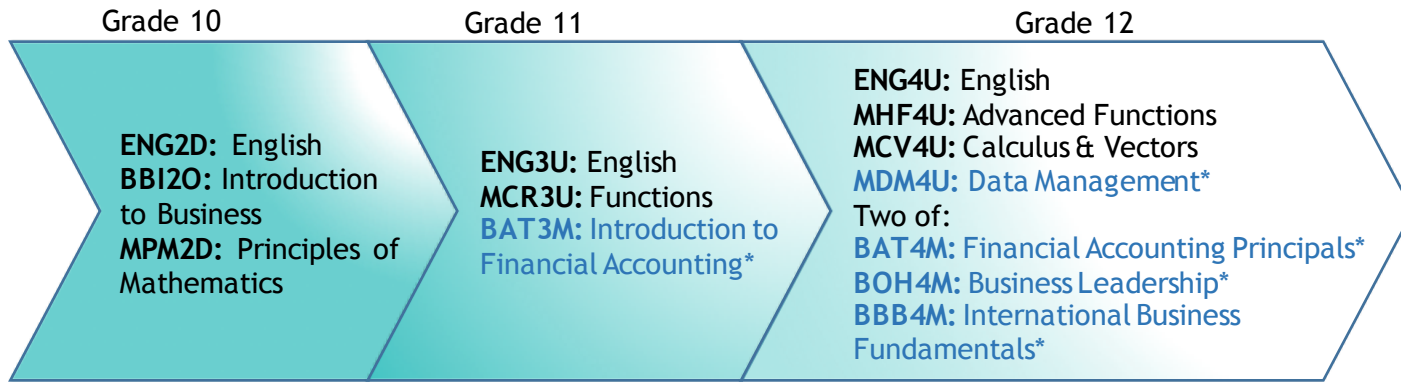 Grade 10
Grade 11
Grade 12
ENG2D: English
BBI2O: Introduction
to Business
MPM2D: Principles of
Mathematics
ENG3U: English
MCR3U: Functions
BAT3M: Introduction to
Financial Accounting*
ENG4U: English
MHF4U: Advanced Functions
MCV4U: Calculus & Vectors
MDM4U: Data Management*
Two of:
BAT4M: Financial Accounting Principals*
BOH4M: Business Leadership*
BBB4M: International Business
Fundamentals*